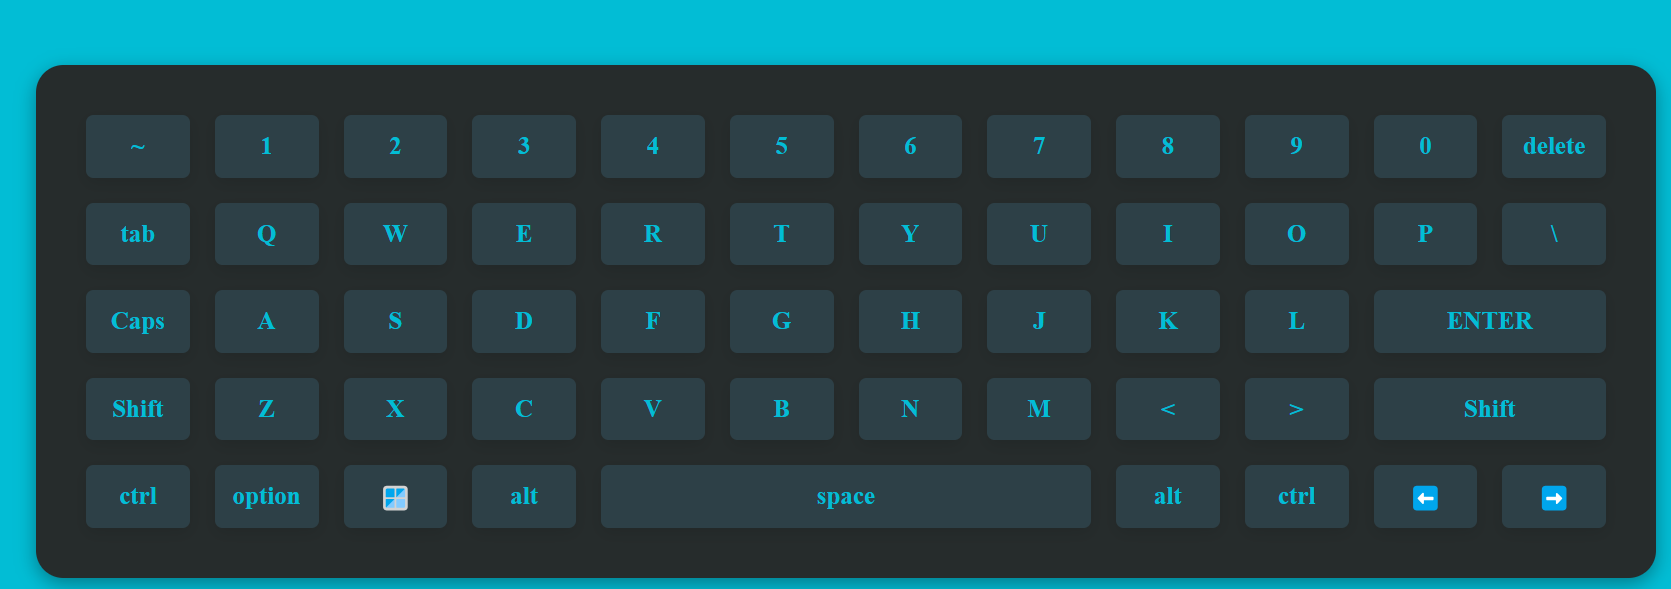 ~ 1 2 3 4 5 6 7 8 9 0 delete
tab Q W E R T Y U I O P \
Caps A S D F G H J K L ENTER
Shift Z X C V B N M < > Shift
ctrl option 🪟 alt space alt ctrl ⬅️ ➡️